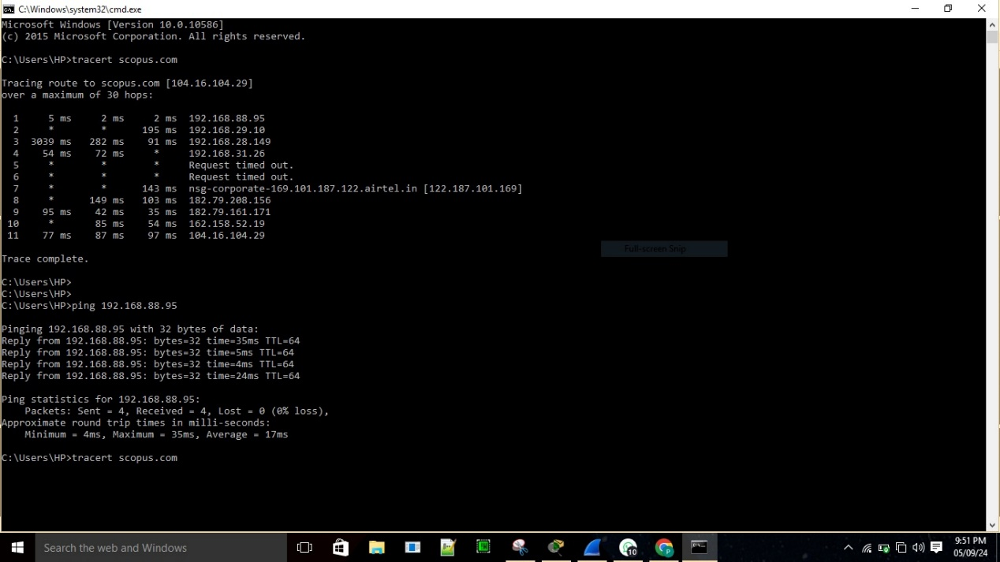 C:\Windows\system32\cmd.exe
Microsoft Windows [Version 10.0.10586]
(c) 2015 Microsoft Corporation. All rights reserved.
C:\Users\HP>tracert scopus.com
Tracing route to scopus.com [104.16.104.29]
over a maximum of 30 hops:
1 5 ms 2 ms 2 ms 192.168.88.95
2 * * 195 ms 192.168.29.10
3 3039 ms 282 ms 91 ms 192.168.28.149
4 54 ms 72 ms * 192.168.31.26
5 * * * Request timed out.
6 * * * Request timed out.
7 * * 143 ms nsg-corporate-169.101.187.122.airtel.in [122.187.101.169]
8 * 149 ms 103 ms 182.79.208.156
9 95 ms 42 ms 35 ms 182.79.161.171
10 * 85 ms 54 ms 162.158.52.19
11 77 ms 87 ms 97 ms 104.16.104.29
Full-screen Snip
Trace complete.
C:\Users\HP>
C:\Users\HP>
C:\Users\HP>ping 192.168.88.95
Pinging 192.168.88.95 with 32 bytes of data:
Reply from 192.168.88.95: bytes=32 time=35ms TTL=64
Reply from 192.168.88.95: bytes=32 time=5ms TTL=64
Reply from 192.168.88.95: bytes=32 time=4ms TTL=64
Reply from 192.168.88.95: bytes=32 time=24ms TTL=64
Ping statistics for 192.168.88.95:
Packets: Sent = 4, Received = 4, Lost = 0 (0% loss),
Approximate round trip times in milli-seconds:
Minimum = 4ms, Maximum = 35ms, Average = 17ms
C:\Users\HP>tracert scopus.com
Search the web and Windows
10
P
9:51 PM
05/09/24